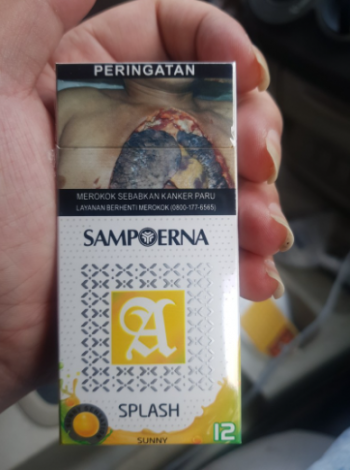 PERINGATAN
MEROKOK SEBABKAN KANKER PARU
LAYANAN BERHENTI MEROKOK (0800-177-6565)
SAMPOERNA
A
SPLASH
SUNNY
12